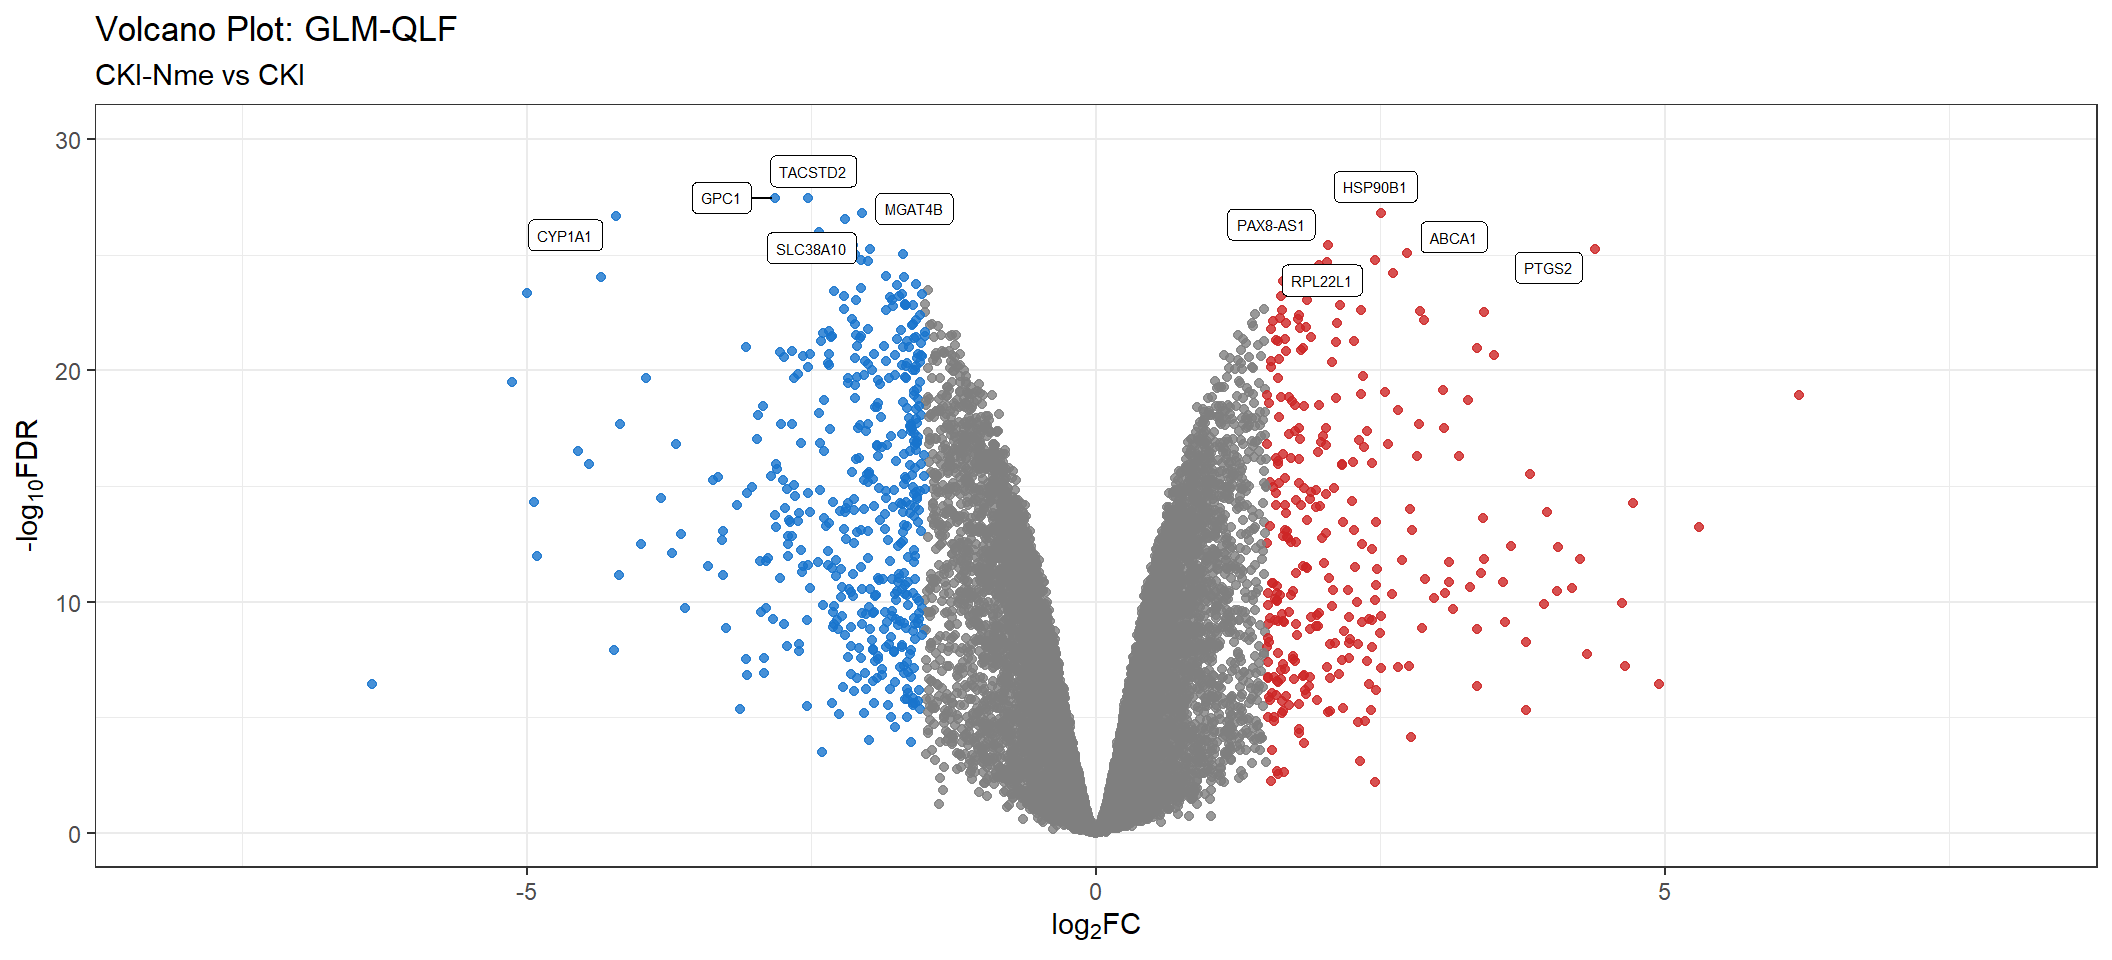 Volcano Plot: GLM-QLF
CKI-Nme vs CKI
30
20
10
0
-log10FDR
TACSTD2
GPC1
MGAT4B
CYP1A1
SLC38A10
HSP90B1
PAX8-AS1
ABCA1
PTGS2
RPL22L1
-5
0
5
log2FC